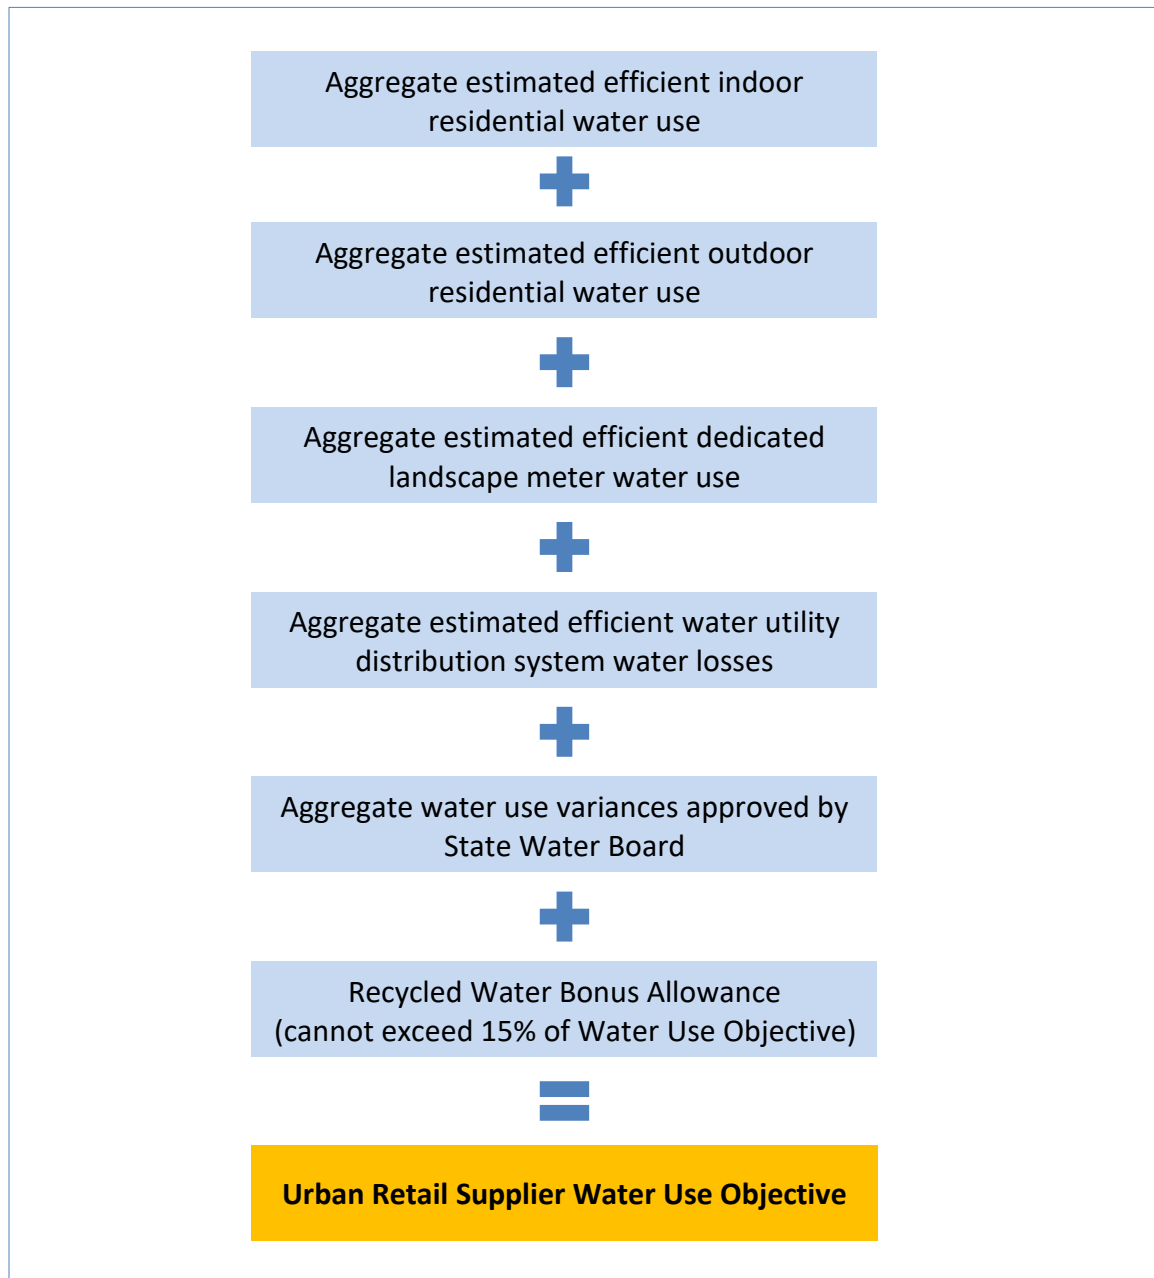 Aggregate estimated efficient indoor
residential water use
Aggregate estimated efficient outdoor
residential water use
Aggregate estimated efficient dedicated
landscape meter water use
Aggregate estimated efficient water utility
distribution system water losses
Aggregate water use variances approved by
State Water Board
Recycled Water Bonus Allowance
(cannot exceed 15% of Water Use Objective)
Urban Retail Supplier Water Use Objective